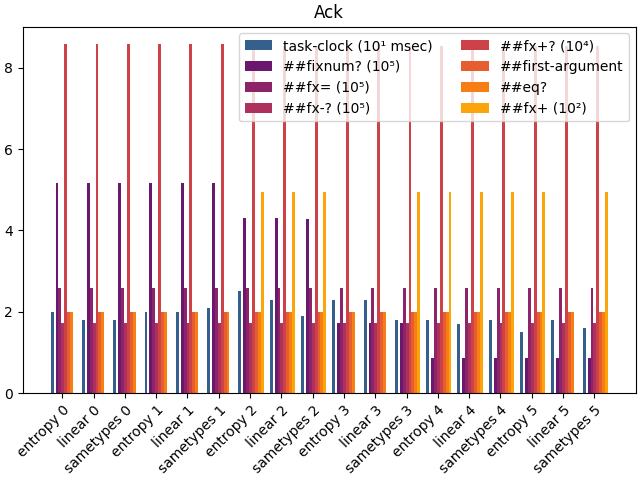 Ack
task-clock (10¹ msec)
##fixnum? (10⁵)
##fx= (10⁵)
##fx-? (10⁵)
##fx+? (10⁴)
##first-argument
##eq?
##fx+ (10²)
8
6
4
2
0
entropy 0
linear 0
sametypes 0
entropy 1
linear 1
sametypes 1
entropy 2
linear 2
sametypes 2
entropy 3
linear 3
sametypes 3
entropy 4
linear 4
sametypes 4
entropy 5
linear 5
sametypes 5